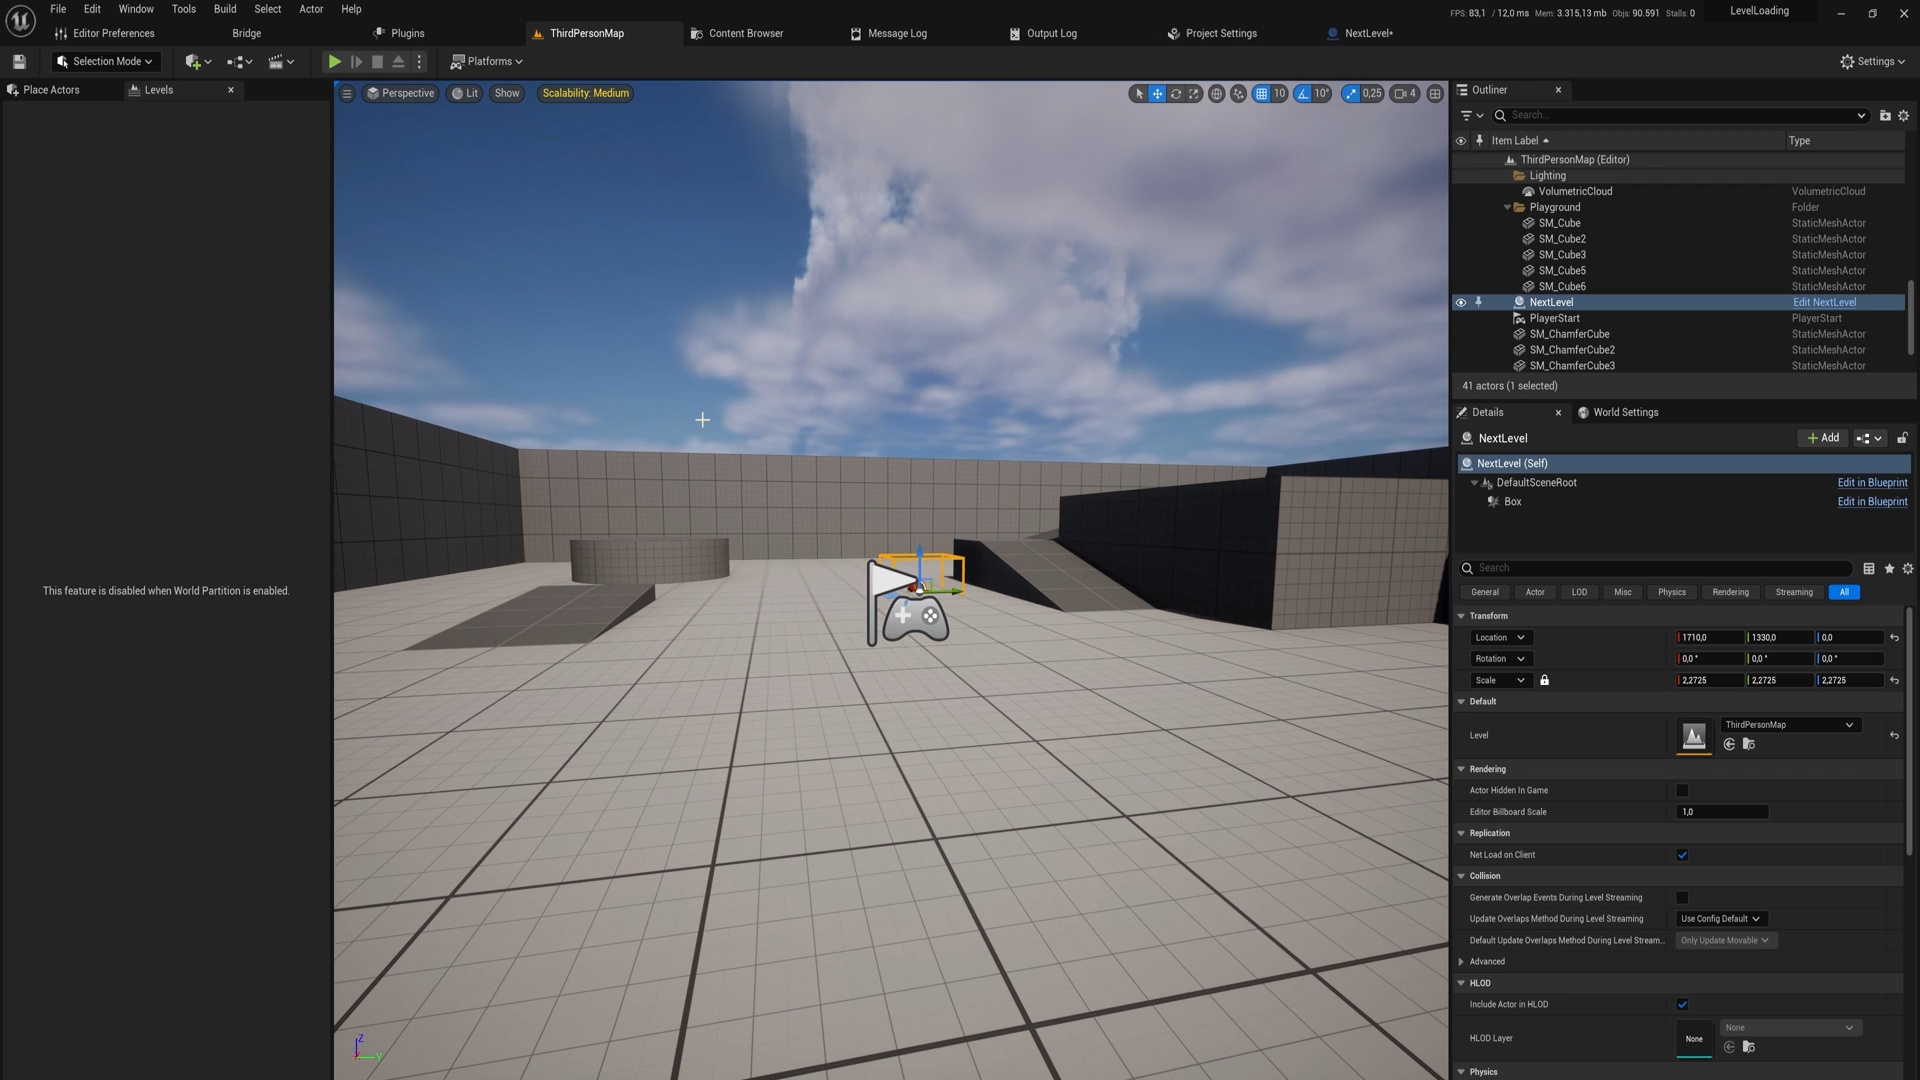 File Edit Window Tools Build Select Actor Help
FPS: 83,1 / 12,0 ms Mem: 3.315,13 mb Objs: 90.591 Stalls: 0
LevelLoading
Editor Preferences
Bridge
Plugins
ThirdPersonMap
Content Browser
Message Log
Output Log
Project Settings
NextLevel•
Selection Mode
Platforms
Settings
Place Actors
Levels
This feature is disabled when World Partition is enabled.
Perspective
Lit
Show
Scalability: Medium
10
10°
0,25
4
Z
Y
Outliner
Search...
Item Label
Type
ThirdPersonMap (Editor)
Lighting
VolumetricCloud VolumetricCloud
Playground Folder
SM_Cube StaticMeshActor
SM_Cube2 StaticMeshActor
SM_Cube3 StaticMeshActor
SM_Cube5 StaticMeshActor
SM_Cube6 StaticMeshActor
NextLevel Edit NextLevel
PlayerStart PlayerStart
SM_ChamferCube StaticMeshActor
SM_ChamferCube2 StaticMeshActor
SM_ChamferCube3 StaticMeshActor
41 actors (1 selected)
Details
World Settings
NextLevel
Add
NextLevel (Self)
DefaultSceneRoot Edit in Blueprint
Box Edit in Blueprint
Search
General Actor LOD Misc Physics Rendering Streaming All
Transform
Location 1710,0 1330,0 0,0
Rotation 0,0 ° 0,0 ° 0,0 °
Scale 2,2725 2,2725 2,2725
Default
Level ThirdPersonMap
Rendering
Actor Hidden In Game
Editor Billboard Scale 1,0
Replication
Net Load on Client
Collision
Generate Overlap Events During Level Streaming
Update Overlaps Method During Level Streaming Use Config Default
Default Update Overlaps Method During Level Stream... Only Update Movable
Advanced
HLOD
Include Actor in HLOD
HLOD Layer None None
Physics